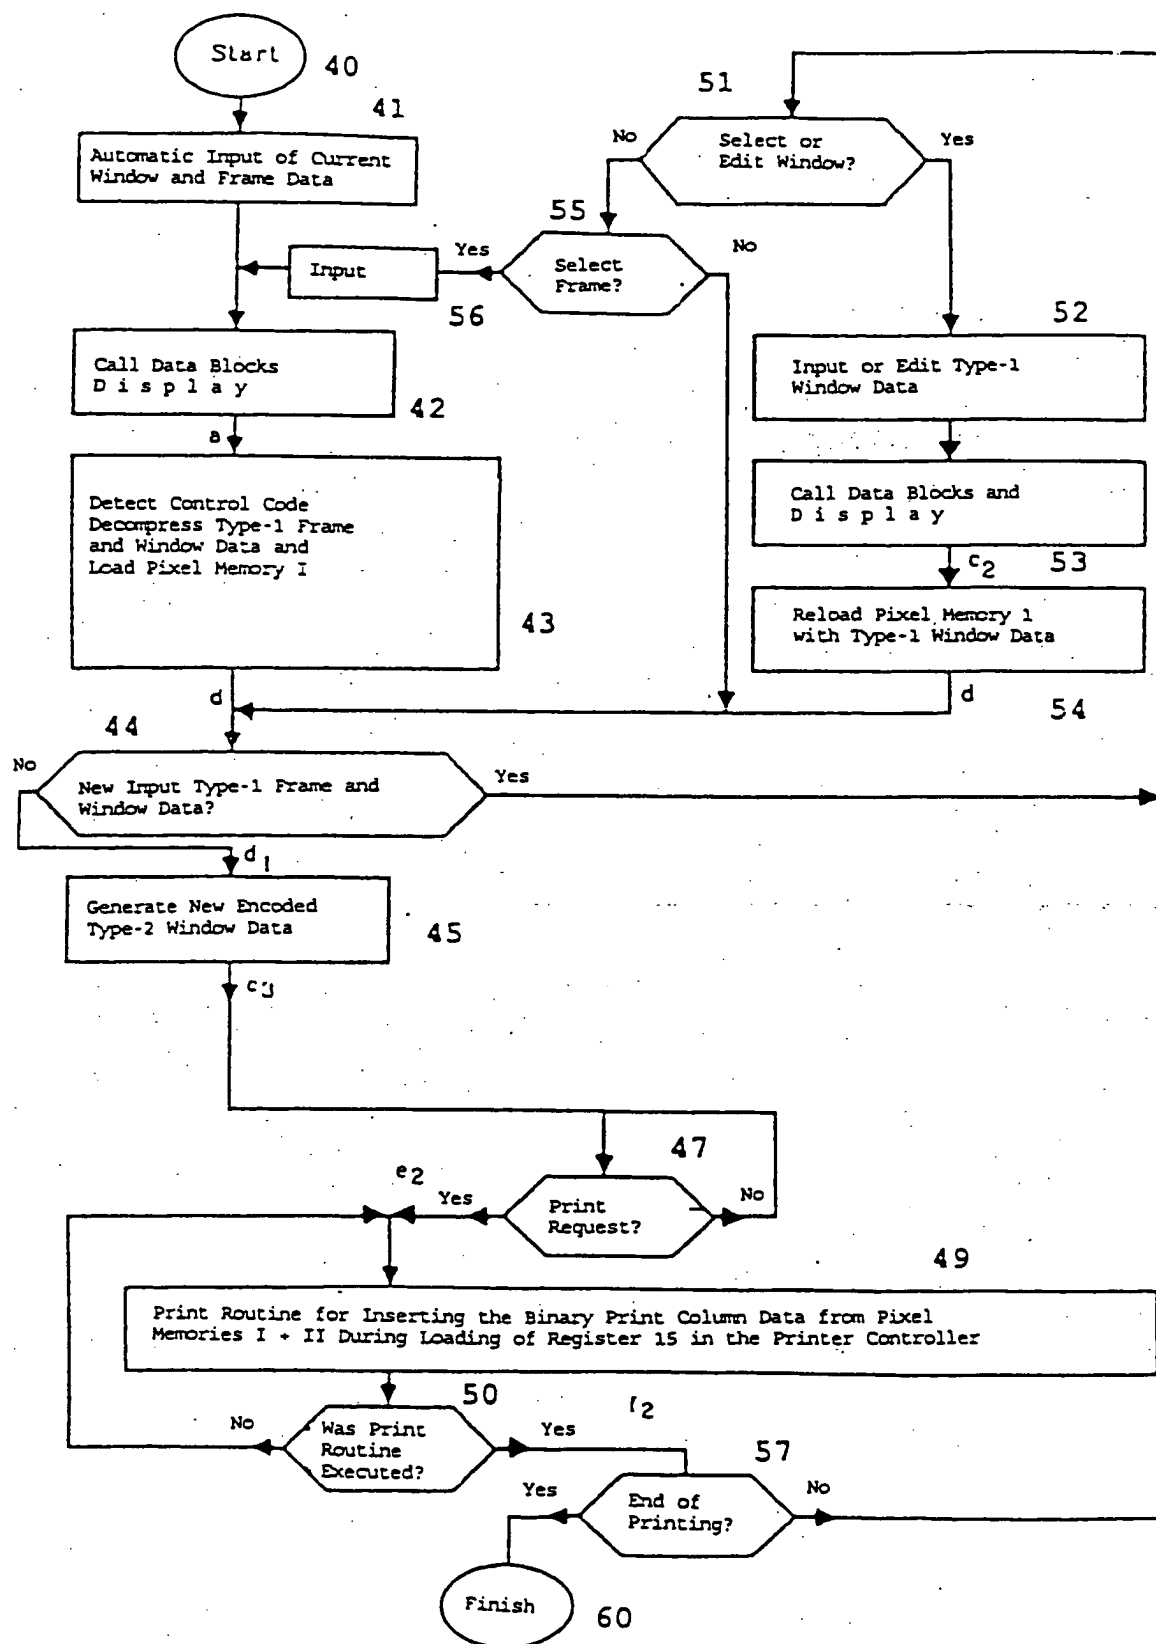 Start
40
41
Automatic Input of Current
Window and Frame Data
51
No
Select or
Edit Window?
Yes
55
Yes
Select
Frame?
No
Input
56
52
Call Data Blocks
D i s p l a y
42
Input or Edit Type-1
Window Data
a
Detect Control Code
Decompress Type-1 Frame
and Window Data and
Load Pixel Memory I
43
Call Data Blocks and
D i s p l a y
c2
53
Reload Pixel Memory 1
with Type-1 Window Data
d
d
54
44
No
New Input Type-1 Frame and
Window Data?
Yes
d1
Generate New Encoded
Type-2 Window Data
45
c3
47
e2
Yes
Print
Request?
No
49
Print Routine for Inserting the Binary Print Column Data from Pixel
Memories I + II During Loading of Register 15 in the Printer Controller
50
f2
No
Was Print
Routine
Executed?
Yes
57
Yes
End of
Printing?
No
Finish
60